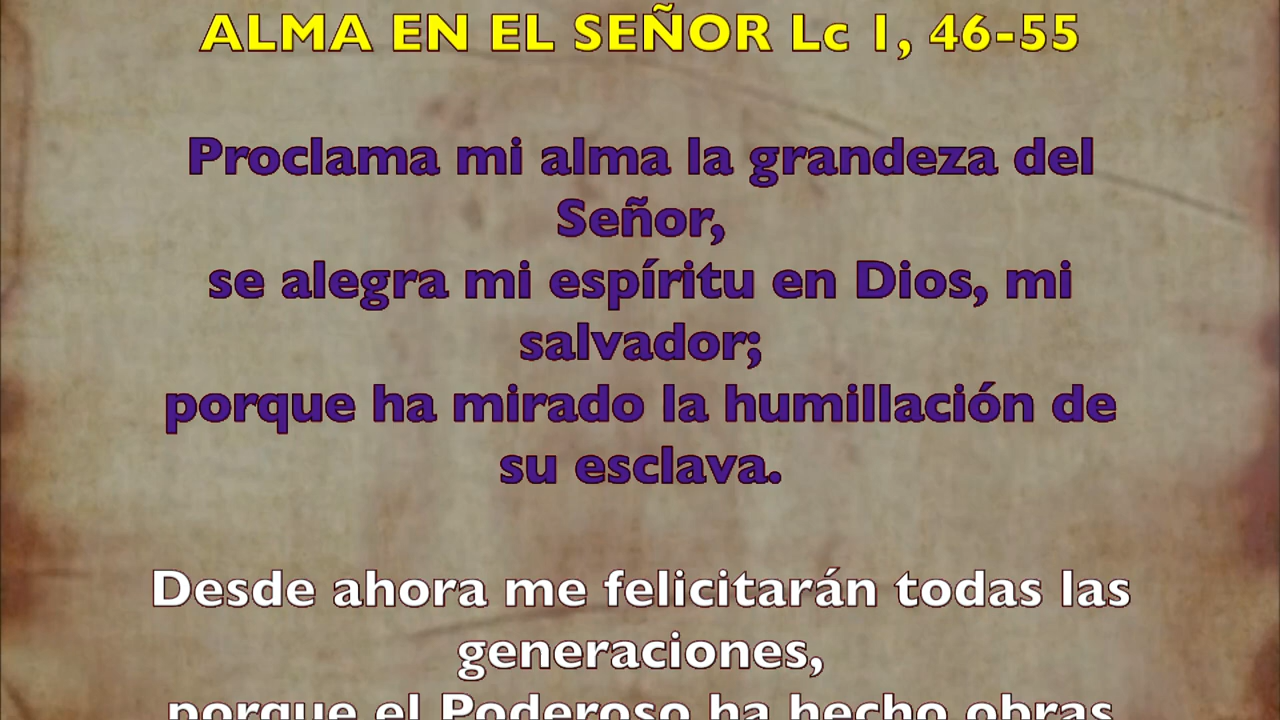 ALMA EN EL SEÑOR Lc 1, 46-55
Proclama mi alma la grandeza del
Señor,
se alegra mi espíritu en Dios, mi
salvador;
porque ha mirado la humillación de
su esclava.
Desde ahora me felicitarán todas las
generaciones,
porque el Poderoso ha hecho obras